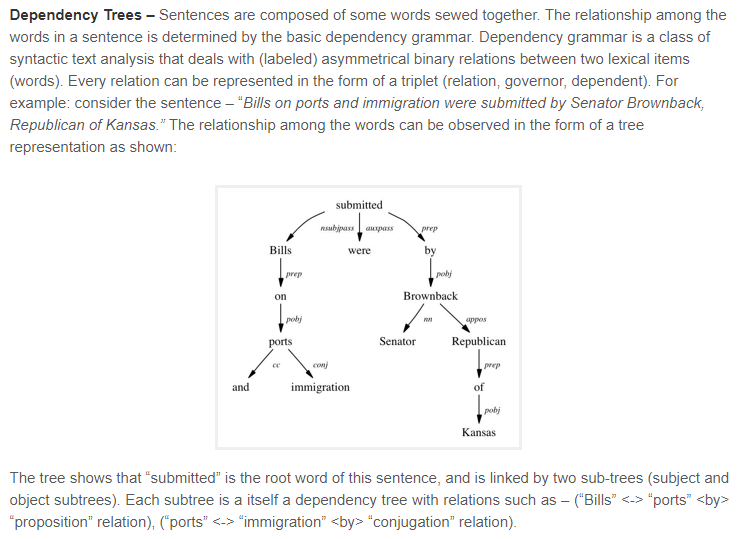 Dependency Trees – Sentences are composed of some words sewed together. The relationship among the
words in a sentence is determined by the basic dependency grammar. Dependency grammar is a class of
syntactic text analysis that deals with (labeled) asymmetrical binary relations between two lexical items
(words). Every relation can be represented in the form of a triplet (relation, governor, dependent). For
example: consider the sentence – “Bills on ports and immigration were submitted by Senator Brownback,
Republican of Kansas.” The relationship among the words can be observed in the form of a tree
representation as shown:
submitted
nsubjpass auxpass prep
Bills were by
prep pobj
on Brownback
pobj nn appos
ports Senator Republican
cc conj prep
and immigration of
pobj
Kansas
The tree shows that “submitted” is the root word of this sentence, and is linked by two sub-trees (subject and
object subtrees). Each subtree is a itself a dependency tree with relations such as – (“Bills” <-> “ports” <by>
“proposition” relation), (“ports” <-> “immigration” <by> “conjugation” relation).